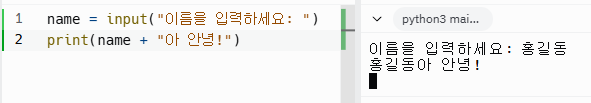 1 name = input("이름을 입력하세요: ")
2 print(name + "아 안녕!")
python3 mai...
이름을 입력하세요: 홍길동
홍길동아 안녕!